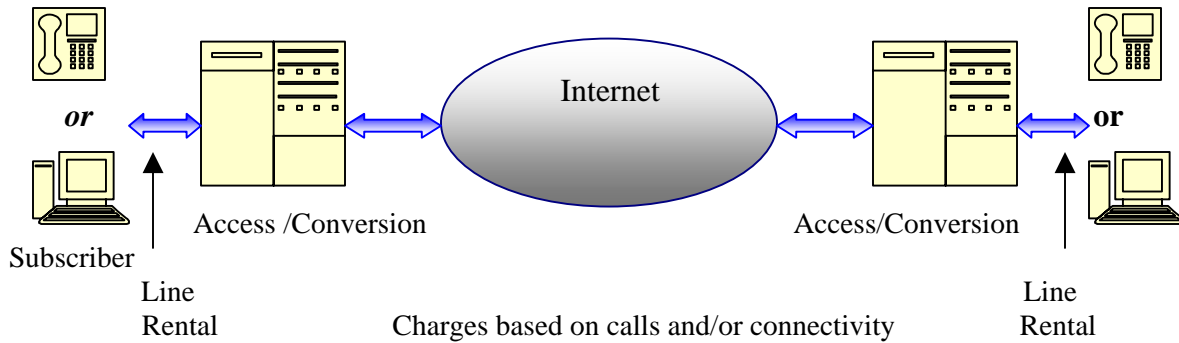 Internet
or
or
Access /Conversion
Access/Conversion
Subscriber
Line
Rental
Charges based on calls and/or connectivity
Line
Rental